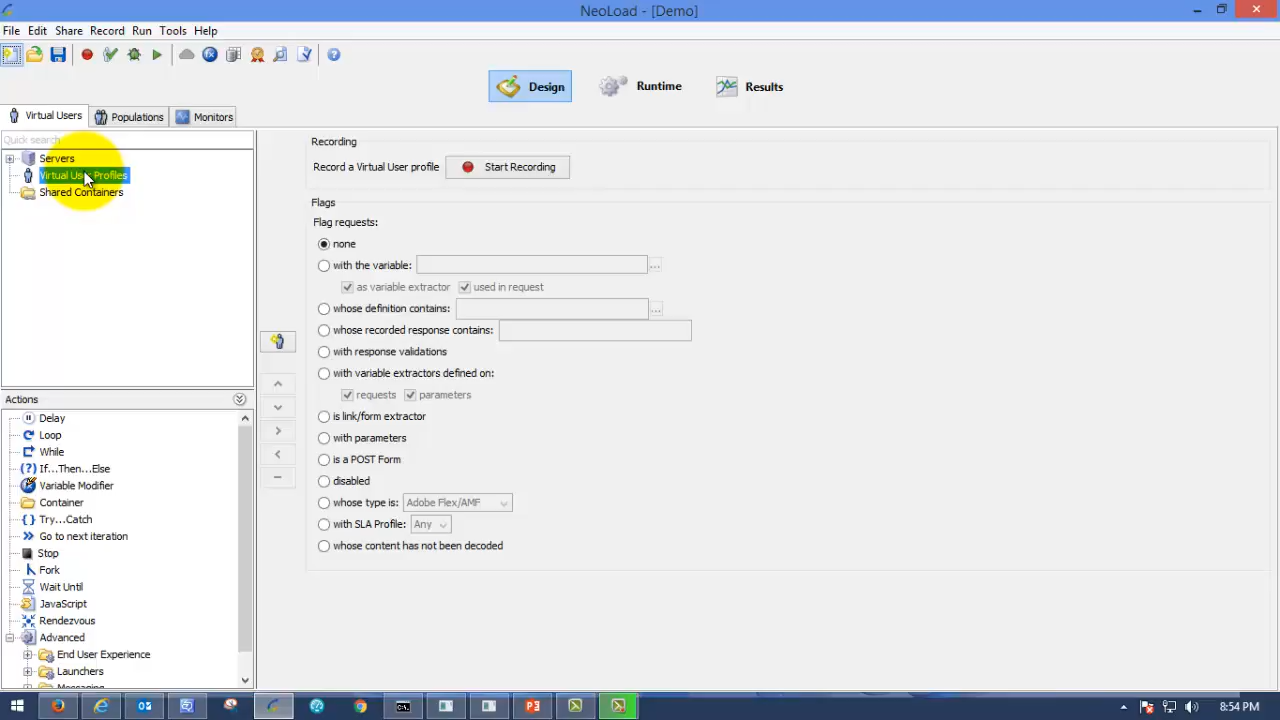 NeoLoad - [Demo]
File Edit Share Record Run Tools Help
Design Runtime Results
Virtual Users Populations Monitors
Quick search
Servers
Virtual User Profiles
Shared Containers
Recording
Record a Virtual User profile Start Recording
Flags
Flag requests:
none
with the variable: ...
as variable extractor used in request
whose definition contains: ...
whose recorded response contains:
with response validations
with variable extractors defined on:
requests parameters
is link/form extractor
with parameters
is a POST Form
disabled
whose type is: Adobe Flex/AMF
with SLA Profile: Any
whose content has not been decoded
Actions
Delay
Loop
While
If...Then...Else
Variable Modifier
Container
Try...Catch
Go to next iteration
Stop
Fork
Wait Until
JavaScript
Rendezvous
Advanced
End User Experience
Launchers
Messaging
8:54 PM